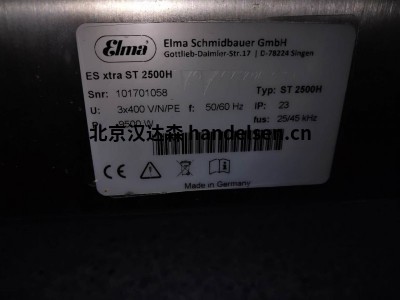 Elma
Elma Schmidbauer GmbH
Gottlieb-Daimler-Str.17 | D-78224 Singen
ES xtra ST 2500H
Typ: ST 2500H
Snr: 101701058
U: 3x400 V/N/PE f: 50/60 Hz IP: 23
P: 9500 W fus: 25/45 kHz
北京汉达森 handelsen.cn
Made in Germany